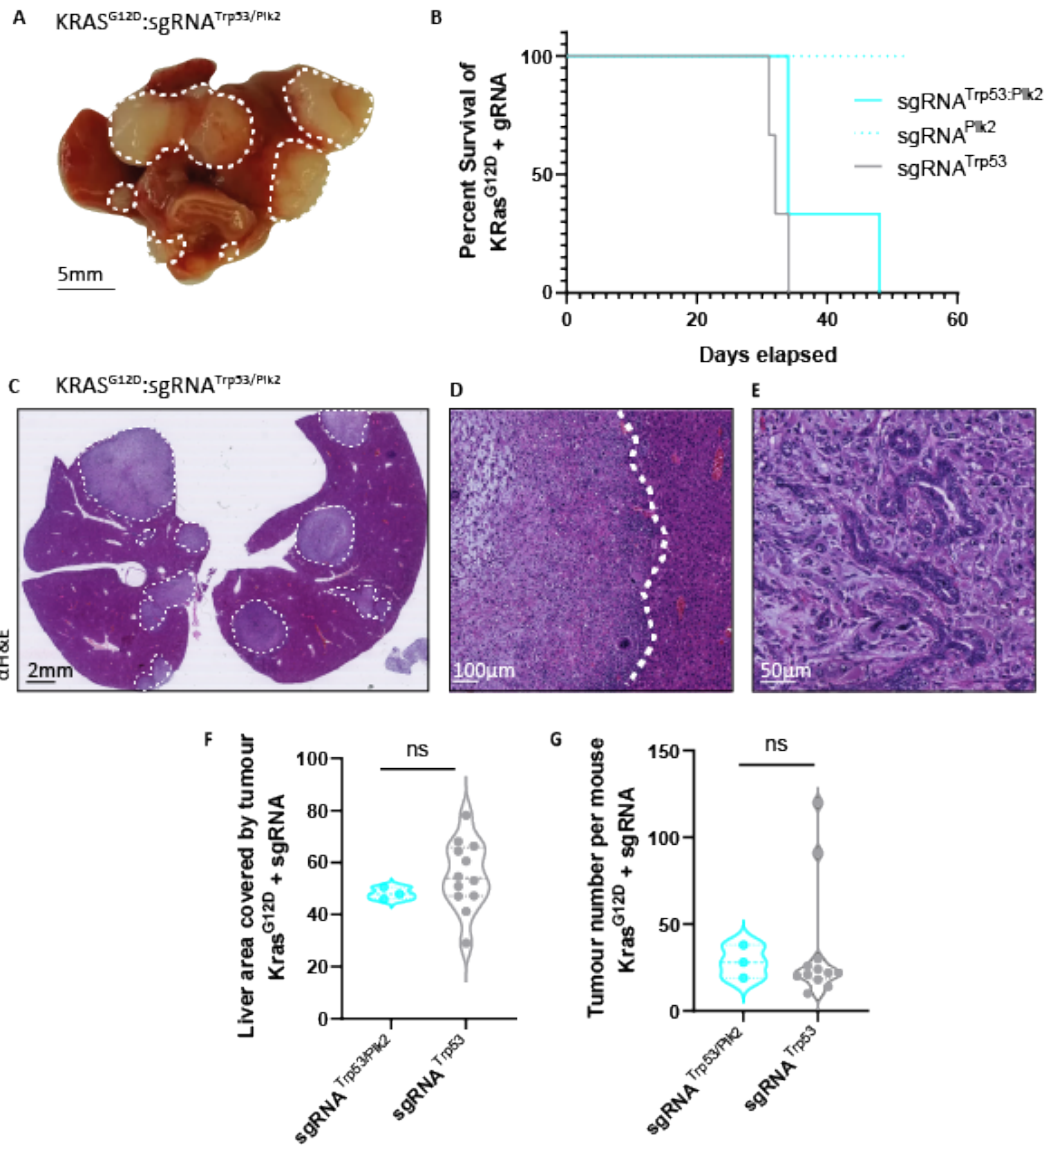 A
KRAS^G12D:sgRNA^Trp53/Plk2
5mm
B
Percent Survival of
KRas^G12D + gRNA
100
50
0
0 20 40 60
Days elapsed
sgRNA^Trp53:Plk2
sgRNA^Plk2
sgRNA^Trp53
C
KRAS^G12D:sgRNA^Trp53/Plk2
αH&E
2mm
D
100µm
E
50µm
F
Liver area covered by tumour
Kras^G12D + sgRNA
100
80
60
40
20
0
ns
sgRNA^Trp53/Plk2
sgRNA^Trp53
G
Tumour number per mouse
Kras^G12D + sgRNA
150
100
50
0
ns
sgRNA^Trp53/Plk2
sgRNA^Trp53